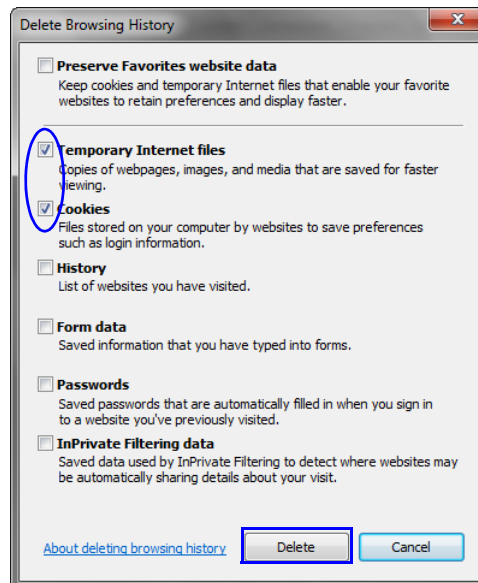 Delete Browsing History
Preserve Favorites website data
Keep cookies and temporary Internet files that enable your favorite
websites to retain preferences and display faster.
Temporary Internet files
Copies of webpages, images, and media that are saved for faster
viewing.
Cookies
Files stored on your computer by websites to save preferences
such as login information.
History
List of websites you have visited.
Form data
Saved information that you have typed into forms.
Passwords
Saved passwords that are automatically filled in when you sign in
to a website you've previously visited.
InPrivate Filtering data
Saved data used by InPrivate Filtering to detect where websites may
be automatically sharing details about your visit.
About deleting browsing history Delete Cancel